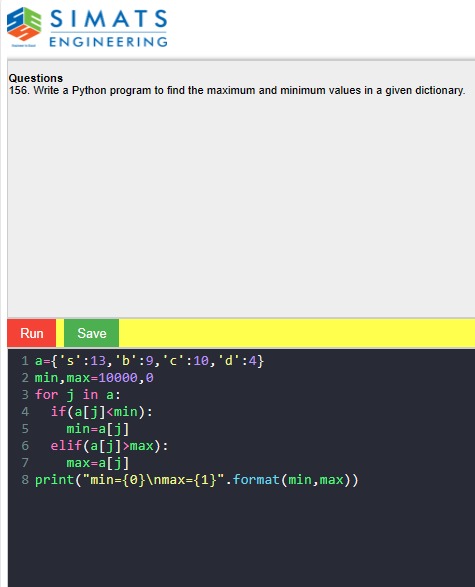 SIMATS
ENGINEERING
Questions
156. Write a Python program to find the maximum and minimum values in a given dictionary.
Run Save
1 a={'s':13,'b':9,'c':10,'d':4}
2 min,max=10000,0
3 for j in a:
4   if(a[j]<min):
5     min=a[j]
6   elif(a[j]>max):
7     max=a[j]
8 print("min={0}\nmax={1}".format(min,max))